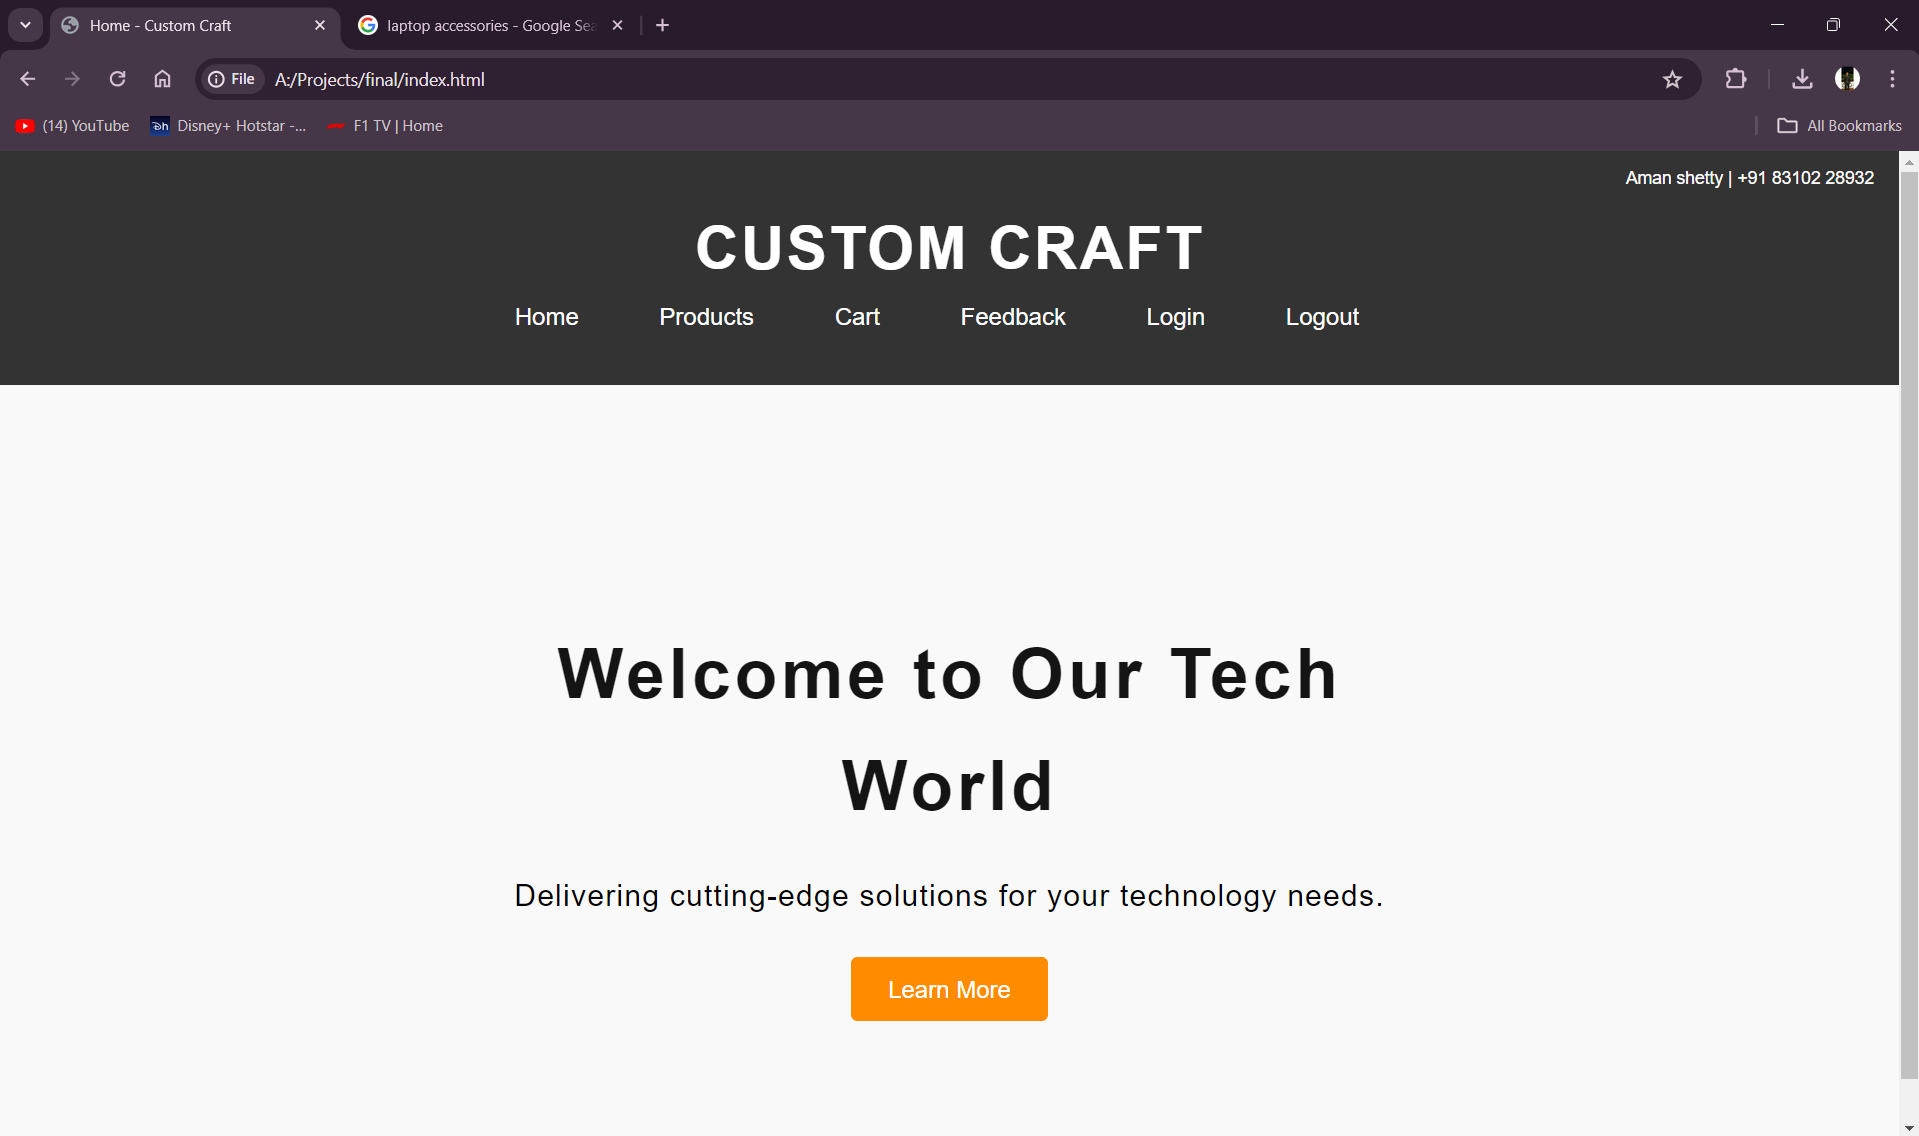 Home - Custom Craft
laptop accessories - Google Sea
File A:/Projects/final/index.html
(14) YouTube Disney+ Hotstar -... F1 TV | Home All Bookmarks
Aman shetty | +91 83102 28932
CUSTOM CRAFT
Home Products Cart Feedback Login Logout
Welcome to Our Tech
World
Delivering cutting-edge solutions for your technology needs.
Learn More